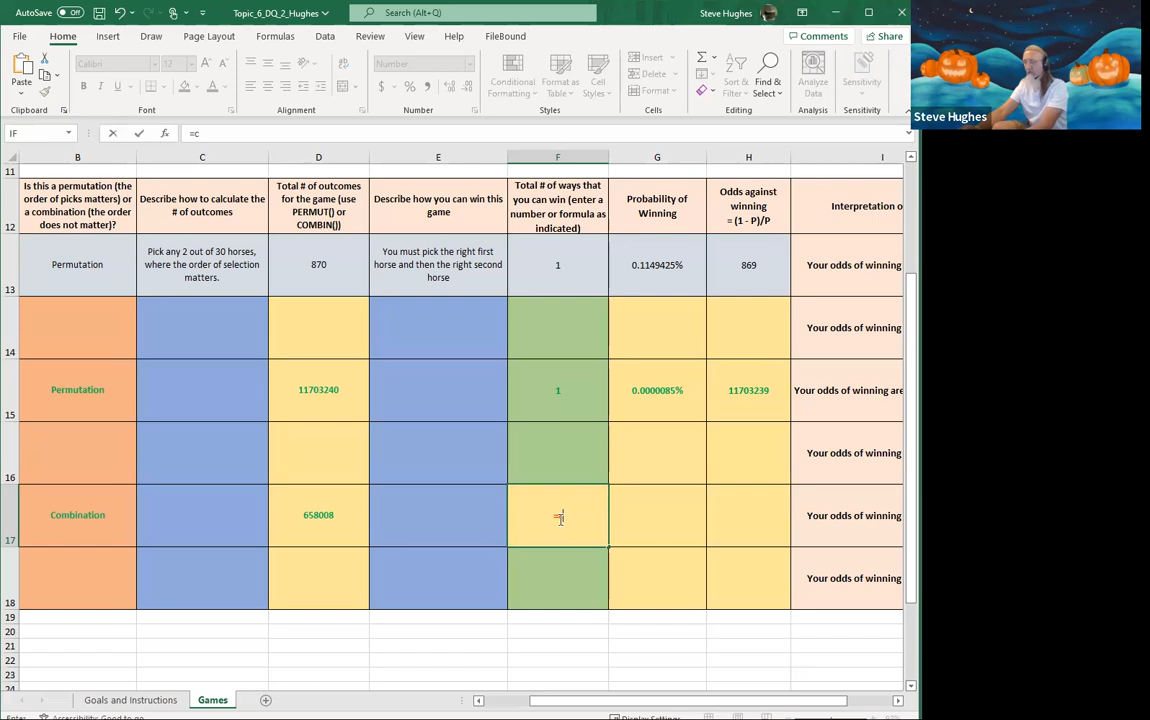 AutoSave Off Topic_6_DQ_2_Hughes Search (Alt+Q) Steve Hughes
File Home Insert Draw Page Layout Formulas Data Review View Help FileBound Comments Share
Paste
Calibri 12
Number
Conditional Formatting
Format as Table
Cell Styles
Insert
Delete
Format
Sort & Filter
Find & Select
Analyze Data
Sensitivity
Clipboard Font Alignment Number Styles Cells Editing Analysis Sensitivity
Steve Hughes
IF =c
B C D E F G H I
11
Is this a permutation (the order of picks matters) or a combination (the order does not matter)?
Describe how to calculate the # of outcomes
Total # of outcomes for the game (use PERMUT() or COMBIN())
Describe how you can win this game
Total # of ways that you can win (enter a number or formula as indicated)
Probability of Winning
Odds against winning = (1 - P)/P
Interpretation o
12
Permutation
Pick any 2 out of 30 horses, where the order of selection matters.
870
You must pick the right first horse and then the right second horse
1
0.1149425%
869
Your odds of winning
13
Your odds of winning
14
Permutation 11703240 1 0.0000085% 11703239 Your odds of winning are
15
Your odds of winning
16
Combination 658008 Your odds of winning
17
Your odds of winning
18
19
20
21
22
23
24
Goals and Instructions Games
Enter Accessibility: Good to go Display Settings